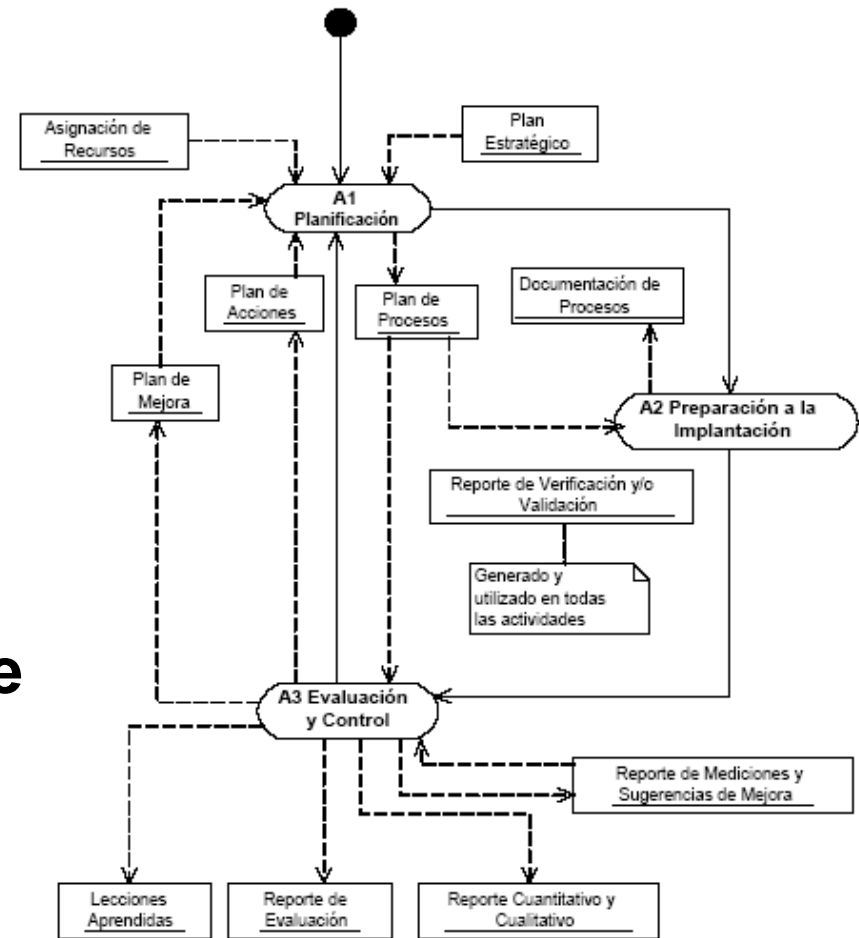 Asignación de
Recursos
Plan
Estratégico
A1
Planificación
Plan de
Acciones
Plan de
Procesos
Documentación de
Procesos
Plan de
Mejora
A2 Preparación a la
Implantación
Reporte de Verificación y/o
Validación
Generado y
utilizado en todas
las actividades
e
A3 Evaluación
y Control
Reporte de Mediciones y
Sugerencias de Mejora
Lecciones
Aprendidas
Reporte de
Evaluación
Reporte Cuantitativo y
Cualitativo